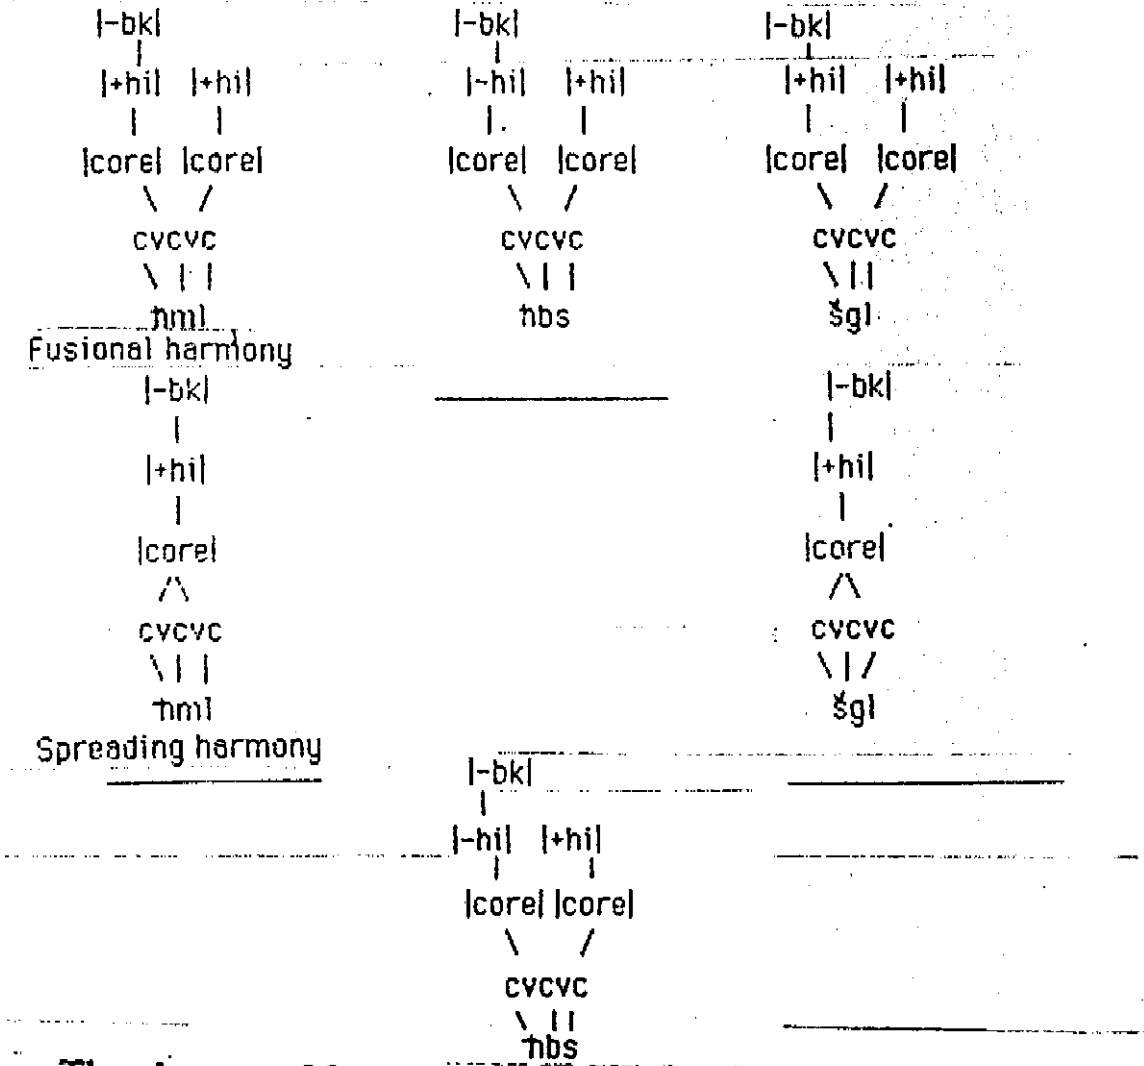 |-bk| |-bk| |-bk|
|+hi| |+hi| |-hi| |+hi| |+hi| |+hi|
|core| |core| |core| |core| |core| |core|
cvcvc cvcvc cvcvc
ħml ħbs šgl
Fusional harmony
|-bk| |-bk|
|+hi| |+hi|
|core| |core|
cvcvc cvcvc
ħml šgl
Spreading harmony
|-bk|
|-hi| |+hi|
|core| |core|
cvcvc
ħbs